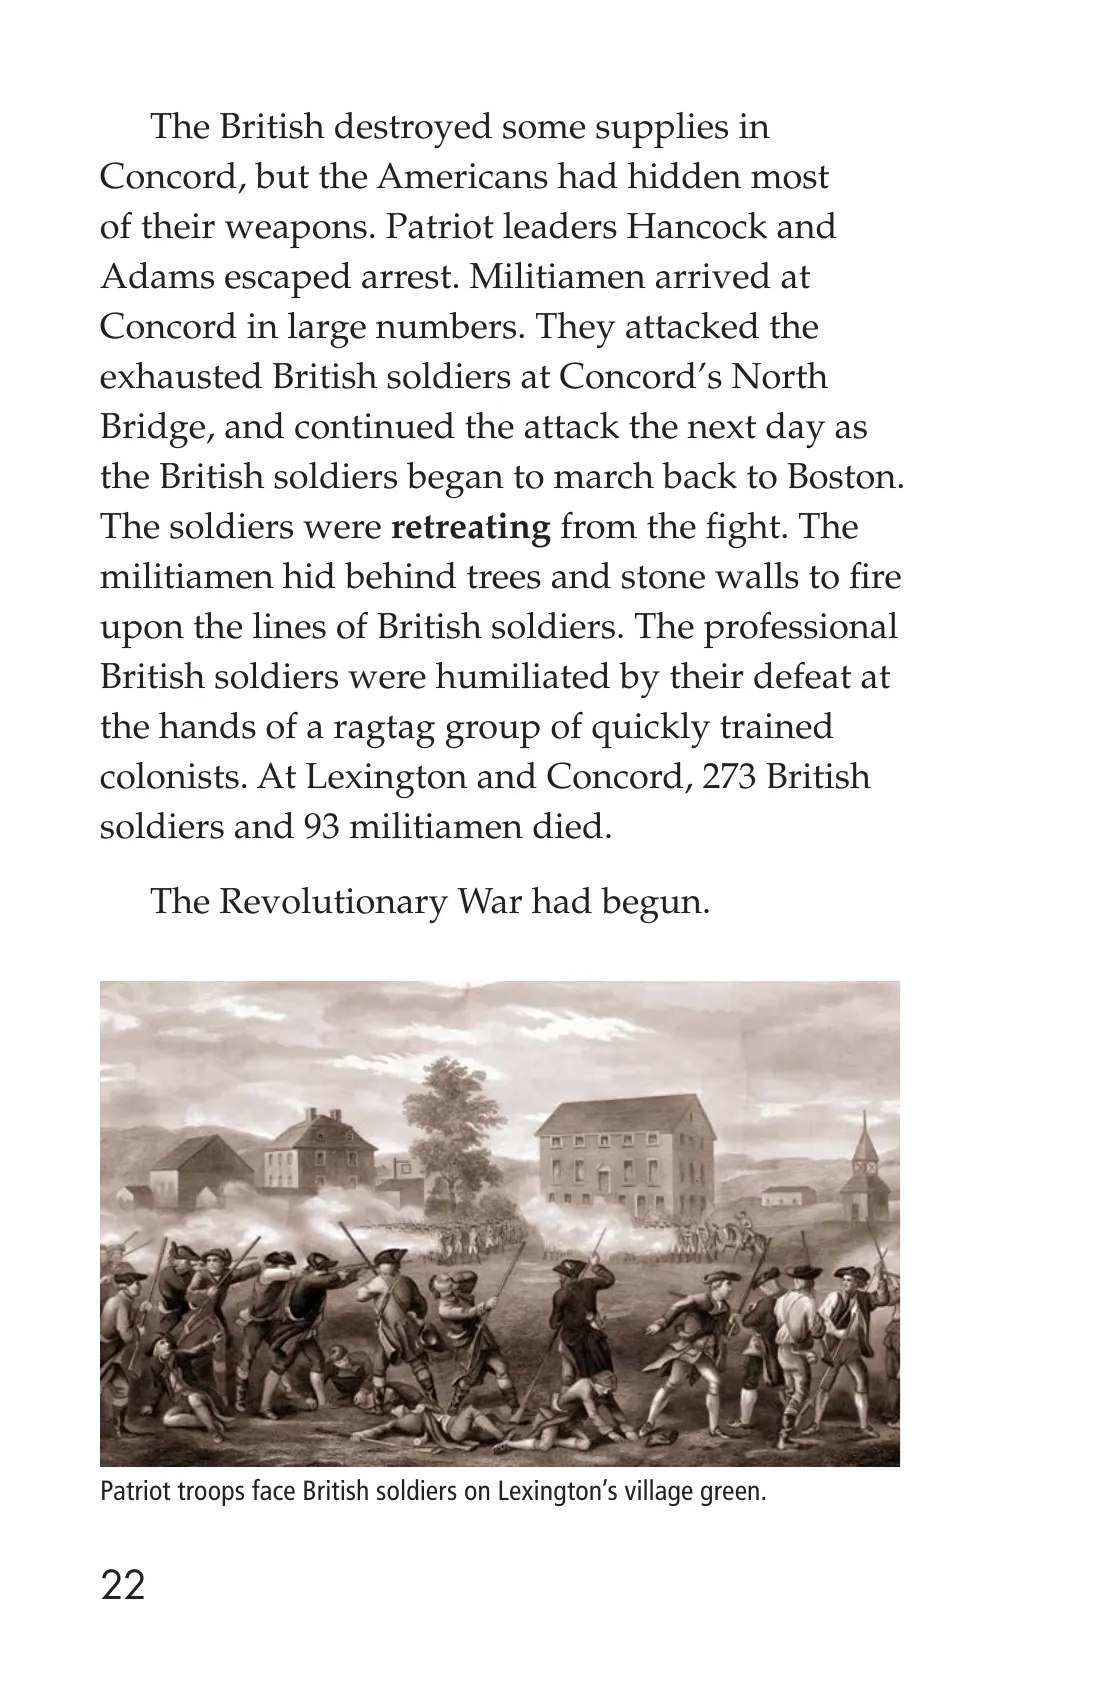 The British destroyed some supplies in
Concord, but the Americans had hidden most
of their weapons. Patriot leaders Hancock and
Adams escaped arrest. Militiamen arrived at
Concord in large numbers. They attacked the
exhausted British soldiers at Concord’s North
Bridge, and continued the attack the next day as
the British soldiers began to march back to Boston.
The soldiers were retreating from the fight. The
militiamen hid behind trees and stone walls to fire
upon the lines of British soldiers. The professional
British soldiers were humiliated by their defeat at
the hands of a ragtag group of quickly trained
colonists. At Lexington and Concord, 273 British
soldiers and 93 militiamen died.
The Revolutionary War had begun.
Patriot troops face British soldiers on Lexington’s village green.
22